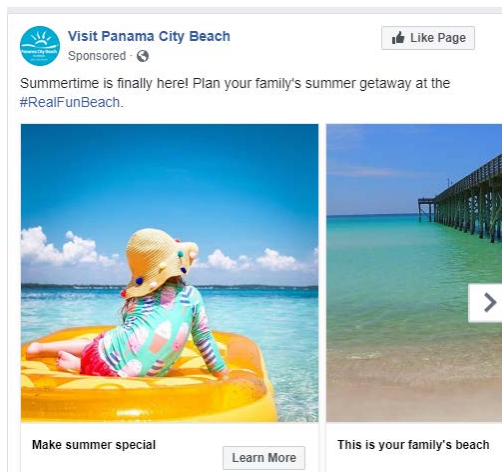 Visit Panama City Beach
Like Page
Sponsored ·
Summertime is finally here! Plan your family's summer getaway at the
#RealFunBeach.
Make summer special
Learn More
This is your family's beach